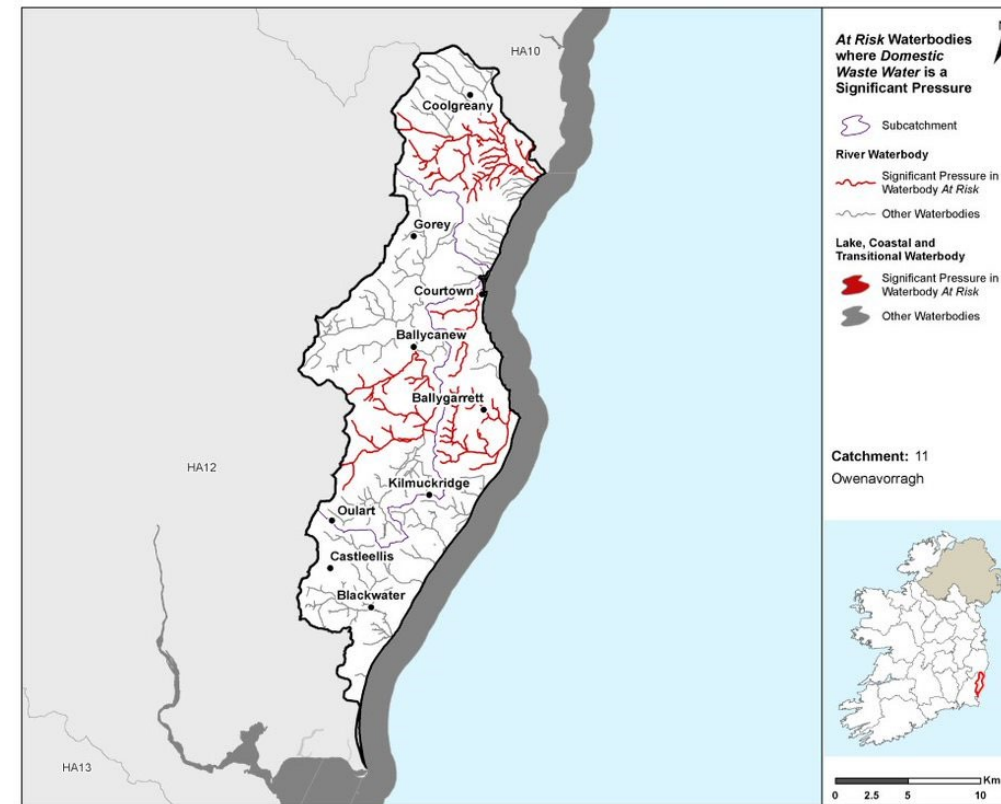 HA10
Coolgreany
Gorey
Courtown
Ballycanew
Ballygarrett
HA12
Kilmuckridge
Oulart
Castleellis
Blackwater
HA13
At Risk Waterbodies
where Domestic
Waste Water is a
Significant Pressure
Subcatchment
River Waterbody
Significant Pressure in
Waterbody At Risk
Other Waterbodies
Lake, Coastal and
Transitional Waterbody
Significant Pressure in
Waterbody At Risk
Other Waterbodies
Catchment: 11
Owenavorragh
Km
0 2.5 5 10